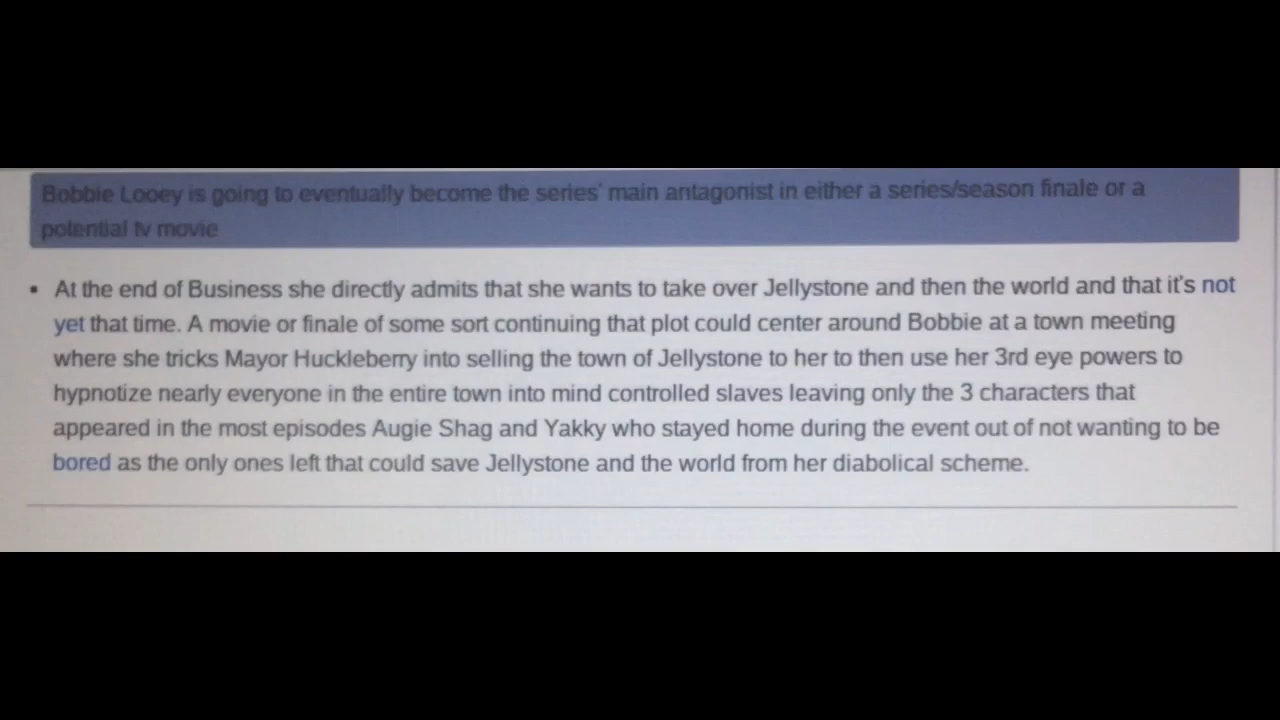 Bobbie Looey is going to eventually become the series' main antagonist in either a series/season finale or a
potential tv movie
• At the end of Business she directly admits that she wants to take over Jellystone and then the world and that it's not
yet that time. A movie or finale of some sort continuing that plot could center around Bobbie at a town meeting
where she tricks Mayor Huckleberry into selling the town of Jellystone to her to then use her 3rd eye powers to
hypnotize nearly everyone in the entire town into mind controlled slaves leaving only the 3 characters that
appeared in the most episodes Augie Shag and Yakky who stayed home during the event out of not wanting to be
bored as the only ones left that could save Jellystone and the world from her diabolical scheme.